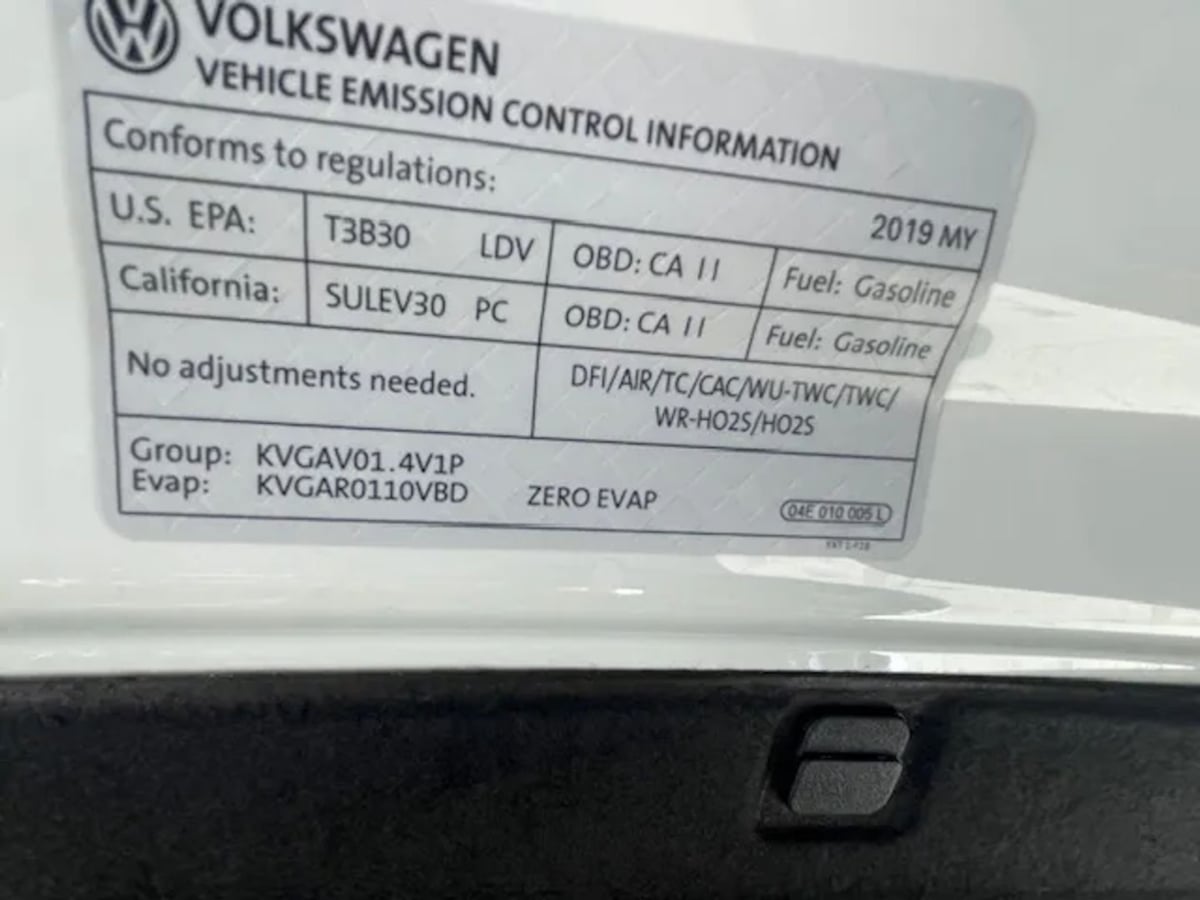 VOLKSWAGEN
VEHICLE EMISSION CONTROL INFORMATION
Conforms to regulations:
2019 MY
U.S. EPA: T3B30 LDV OBD: CA II Fuel: Gasoline
California: SULEV30 PC OBD: CA II Fuel: Gasoline
No adjustments needed.
DFI/AIR/TC/CAC/WU-TWC/TWC/
WR-HO2S/HO2S
Group: KVGAV01.4V1P
Evap: KVGAR0110VBD ZERO EVAP
04E 010 005 L